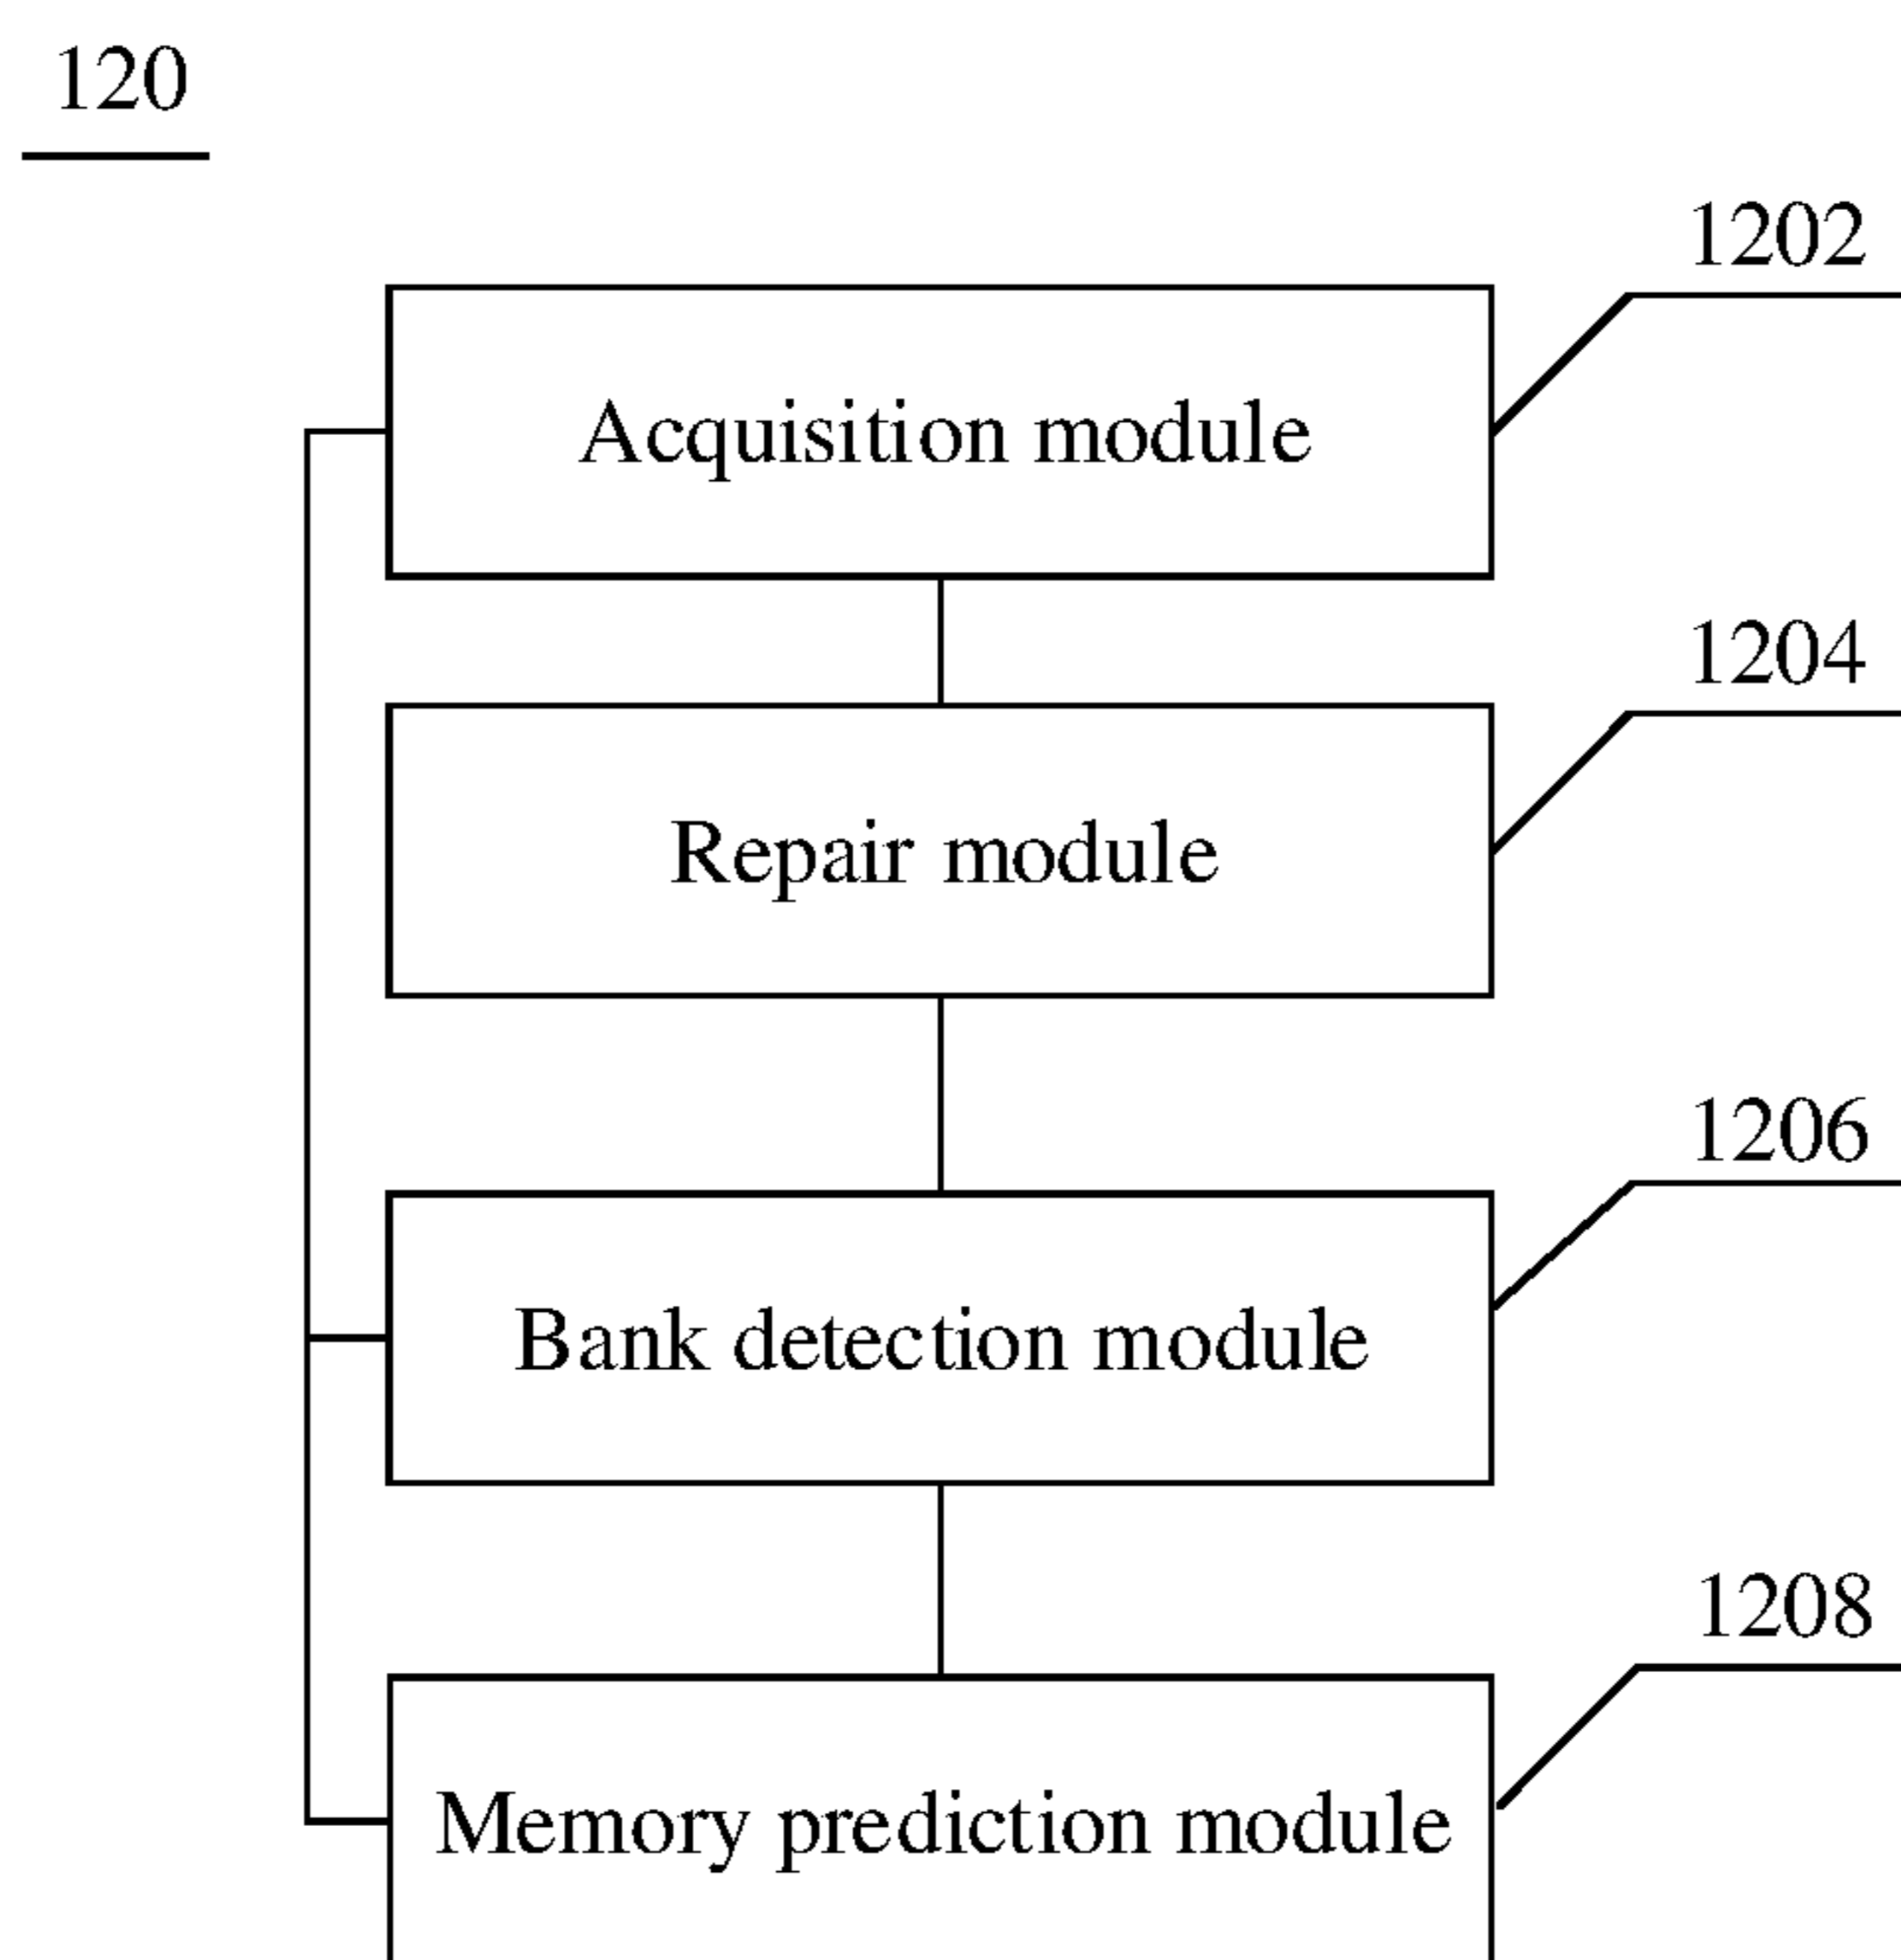 120
1202
Acquisition module
1204
Repair module
1206
Bank detection module
1208
Memory prediction module